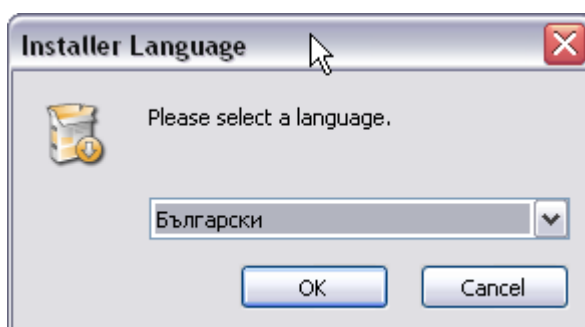 Installer Language
Please select a language.
Български
OK
Cancel